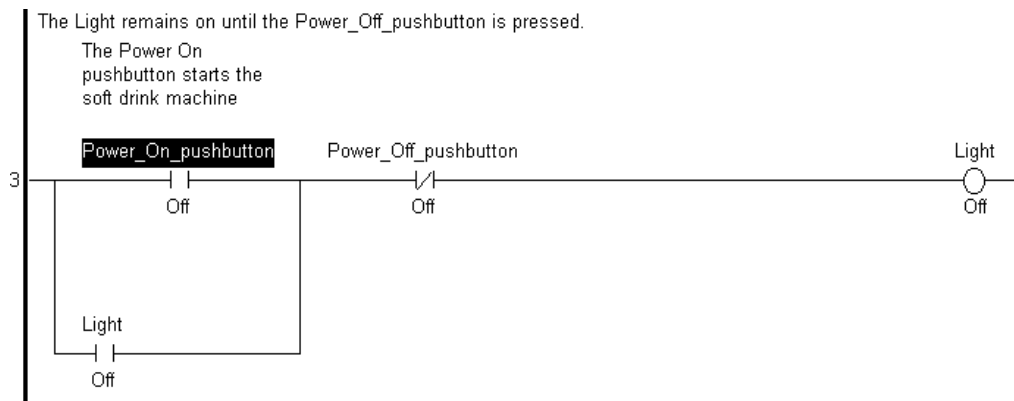 The Light remains on until the Power_Off_pushbutton is pressed.
The Power On
pushbutton starts the
soft drink machine
Power_On_pushbutton Power_Off_pushbutton Light
3
Off Off Off
Light
Off